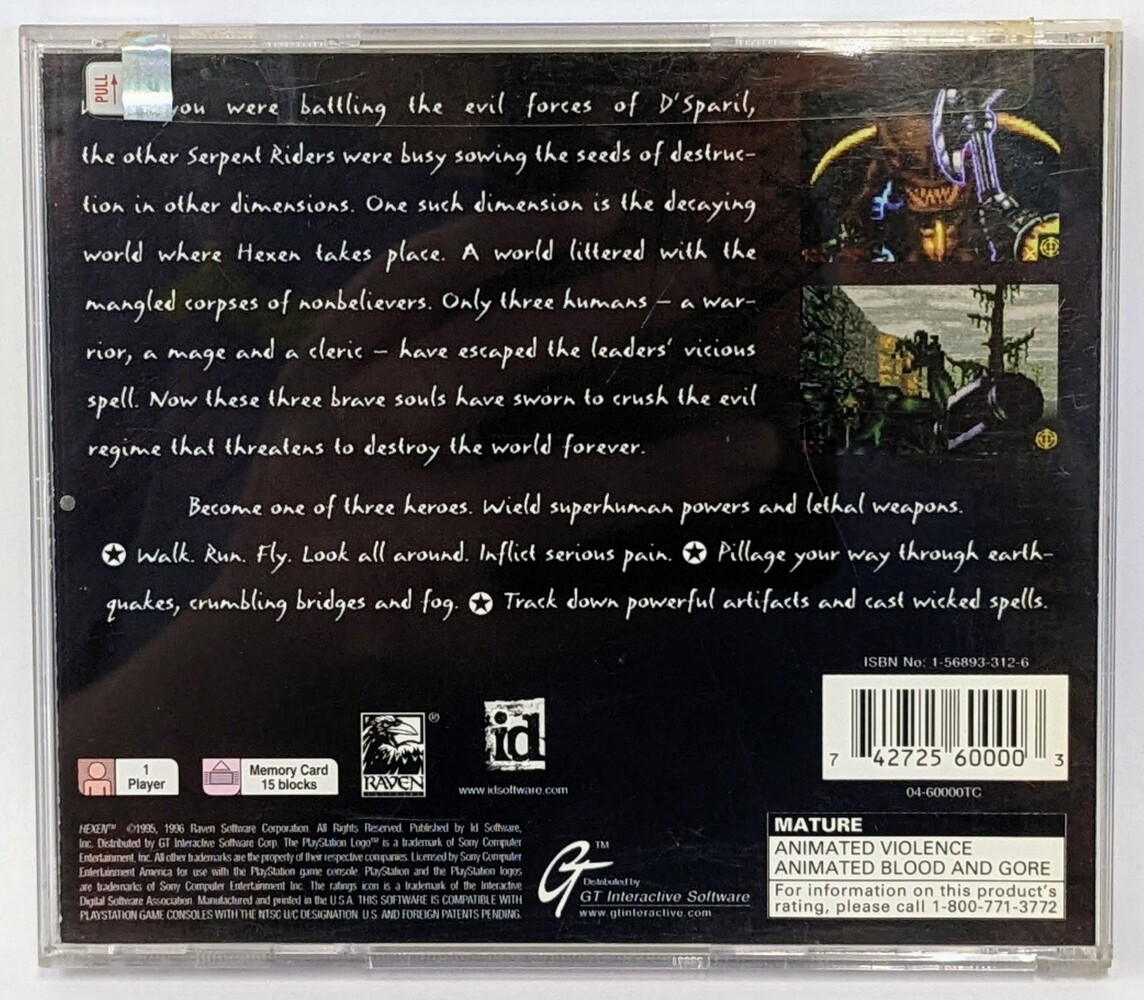 PULL
you were battling the evil forces of D'Sparil,
the other Serpent Riders were busy sowing the seeds of destruc-
tion in other dimensions. One such dimension is the decaying
world where Hexen takes place. A world littered with the
mangled corpses of nonbelievers. Only three humans – a war-
rior, a mage and a cleric – have escaped the leaders' vicious
spell. Now these three brave souls have sworn to crush the evil
regime that threatens to destroy the world forever.
Become one of three heroes. Wield superhuman powers and lethal weapons.
Walk. Run. Fly. Look all around. Inflict serious pain. Pillage your way through earth-
quakes, crumbling bridges and fog. Track down powerful artifacts and cast wicked spells.
ISBN No: 1-56893-312-6
7 42725 60000 3
04-60000TC
1
Player
Memory Card
15 blocks
RAVEN
®
id
www.idsoftware.com
HEXEN™ ©1995, 1996 Raven Software Corporation. All Rights Reserved. Published by Id Software,
Inc. Distributed by GT Interactive Software Corp. The PlayStation Logo™ is a trademark of Sony Computer
Entertainment, Inc. All other trademarks are the property of their respective companies. Licensed by Sony Computer
Entertainment America for use with the PlayStation game console. PlayStation and the PlayStation logos
are trademarks of Sony Computer Entertainment Inc. The ratings icon is a trademark of the Interactive
Digital Software Association. Manufactured and printed in the U.S.A. THIS SOFTWARE IS COMPATIBLE WITH
PLAYSTATION GAME CONSOLES WITH THE NTSC U/C DESIGNATION. U.S. AND FOREIGN PATENTS PENDING.
GT™
Distributed by
GT Interactive Software
www.gtinteractive.com
MATURE
ANIMATED VIOLENCE
ANIMATED BLOOD AND GORE
For information on this product's
rating, please call 1-800-771-3772